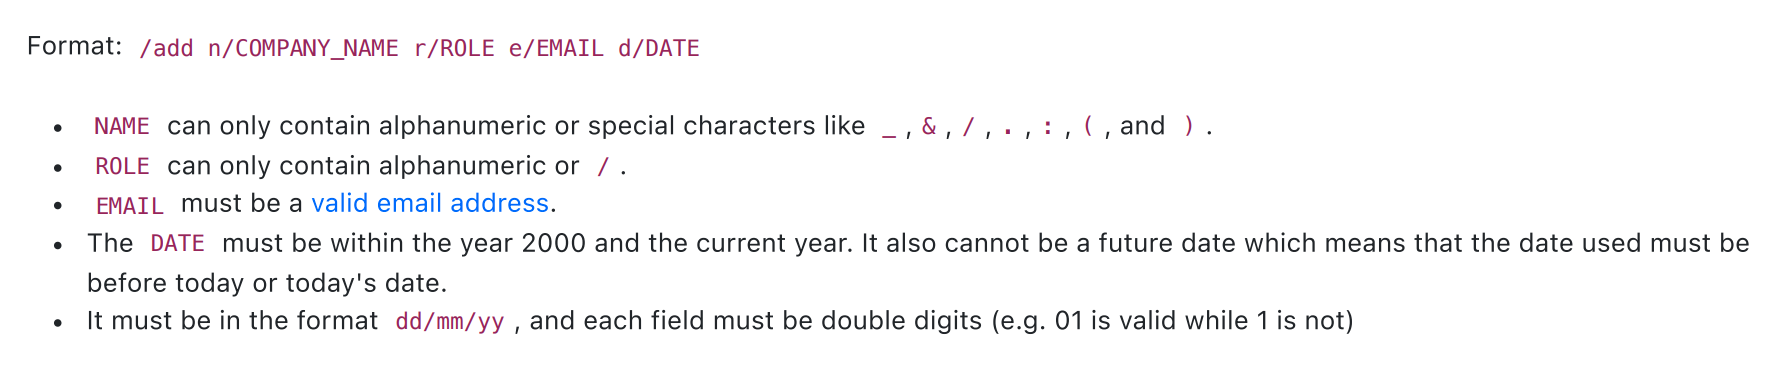 Format: /add n/COMPANY_NAME r/ROLE e/EMAIL d/DATE
• NAME can only contain alphanumeric or special characters like _ , & , / , . , : , ( , and ) .
• ROLE can only contain alphanumeric or / .
• EMAIL must be a valid email address.
• The DATE must be within the year 2000 and the current year. It also cannot be a future date which means that the date used must be
before today or today's date.
• It must be in the format dd/mm/yy , and each field must be double digits (e.g. 01 is valid while 1 is not)